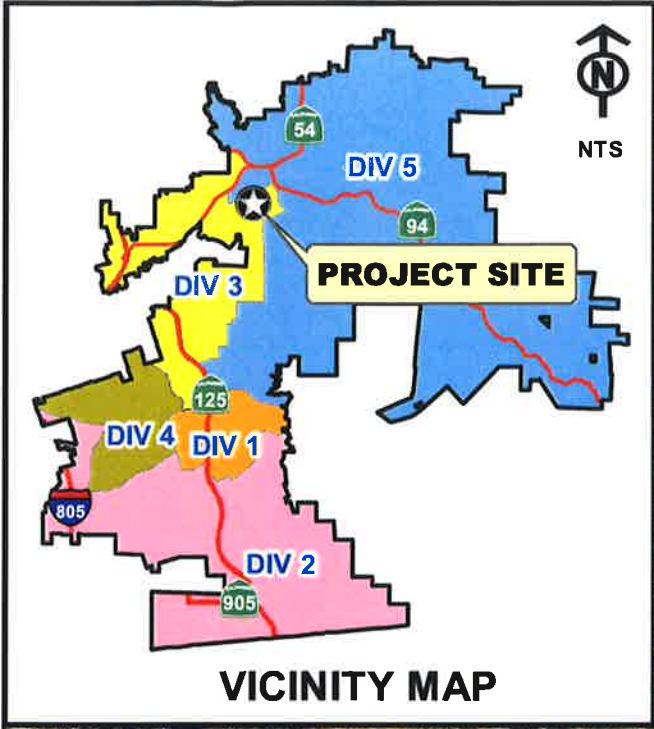 N
NTS
54
DIV 5
94
PROJECT SITE
DIV 3
125
DIV 4
DIV 1
805
DIV 2
905
VICINITY MAP